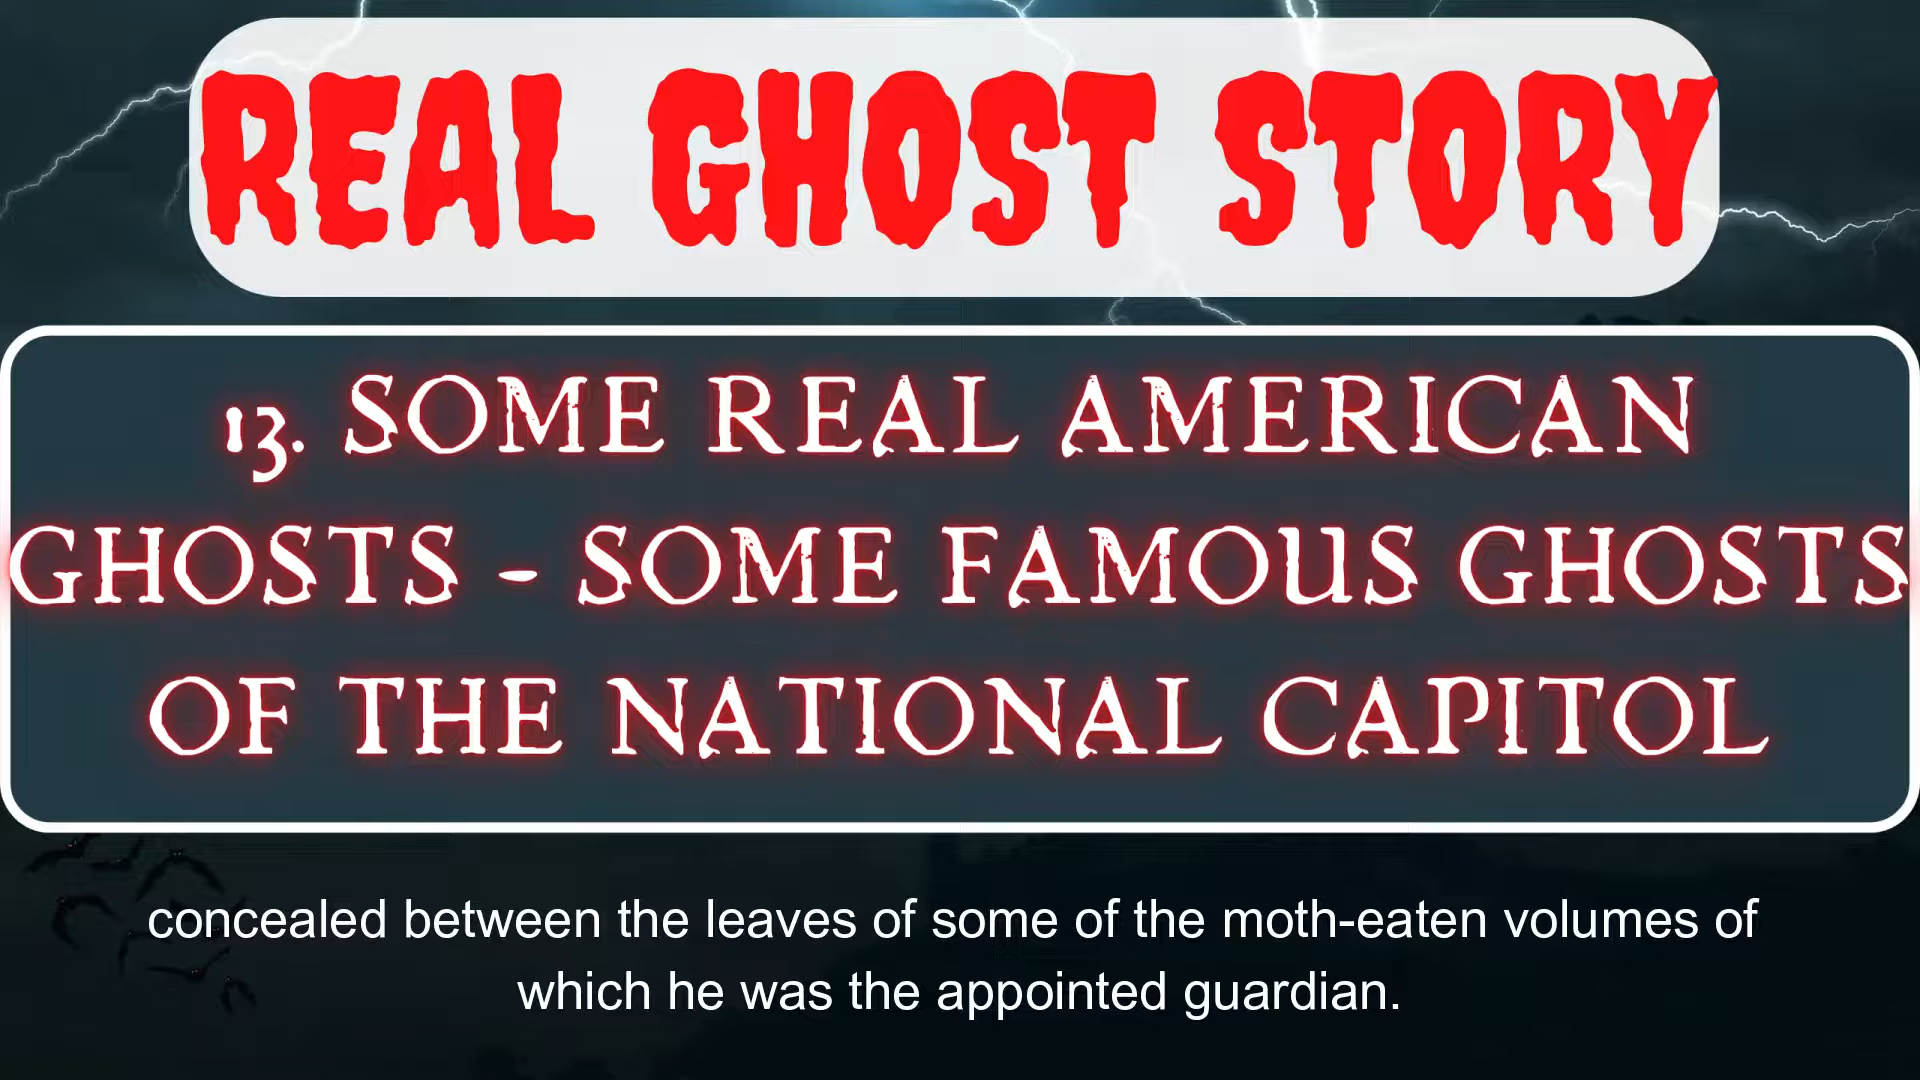 REAL GHOST STORY
13. SOME REAL AMERICAN
GHOSTS - SOME FAMOUS GHOSTS
OF THE NATIONAL CAPITOL
concealed between the leaves of some of the moth-eaten volumes of
which he was the appointed guardian.